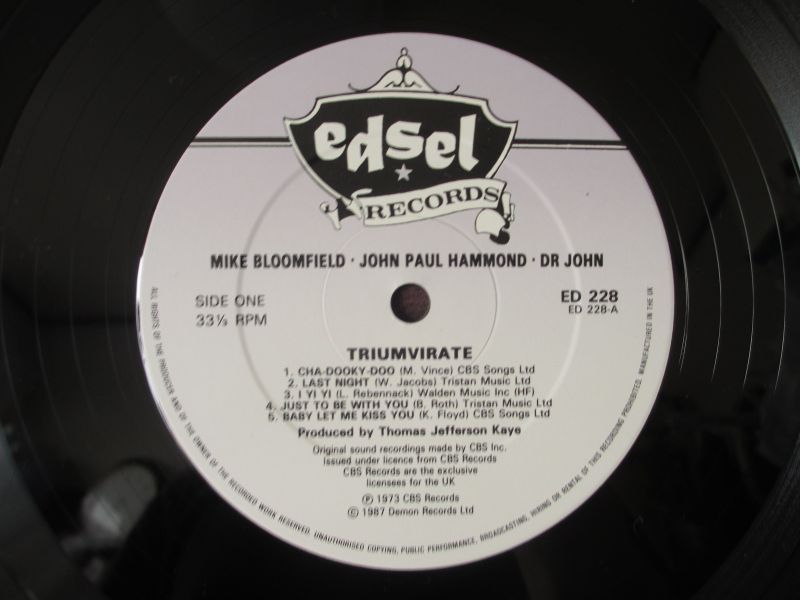 edsel
RECORDS
MIKE BLOOMFIELD · JOHN PAUL HAMMOND · DR JOHN
SIDE ONE
33⅓ RPM
ED 228
ED 228-A
TRIUMVIRATE
1. CHA-DOOKY-DOO (M. Vince) CBS Songs Ltd
2. LAST NIGHT (W. Jacobs) Tristan Music Ltd
3. I YI YI (L. Rebennack) Walden Music Inc (HF)
4. JUST TO BE WITH YOU (B. Roth) Tristan Music Ltd
5. BABY LET ME KISS YOU (K. Floyd) CBS Songs Ltd
Produced by Thomas Jefferson Kaye
Original sound recordings made by CBS Inc.
Issued under licence from CBS Records
CBS Records are the exclusive
licensees for the UK
℗ 1973 CBS Records
© 1987 Demon Records Ltd
ALL RIGHTS OF THE PRODUCER AND OF THE OWNER OF THE RECORDED WORK RESERVED. UNAUTHORISED COPYING, PUBLIC PERFORMANCE, BROADCASTING, HIRING OR RENTAL OF THIS RECORDING PROHIBITED. MANUFACTURED IN THE UK